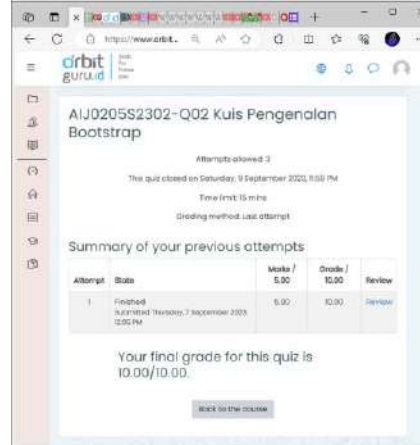 orbit
guru.id
AIJ0205S2302-Q02 Kuis Pengenalan
Bootstrap
Attempts allowed: 3
This quiz closed on Saturday, 9 September 2023, 11:59 PM
Time limit: 15 mins
Grading method: Last attempt
Summary of your previous attempts
Attempt State Marks / 5.00 Grade / 10.00 Review
1 Finished 5.00 10.00 Review
Submitted Thursday, 7 September 2023,
Your final grade for this quiz is
10.00/10.00.
Back to the course